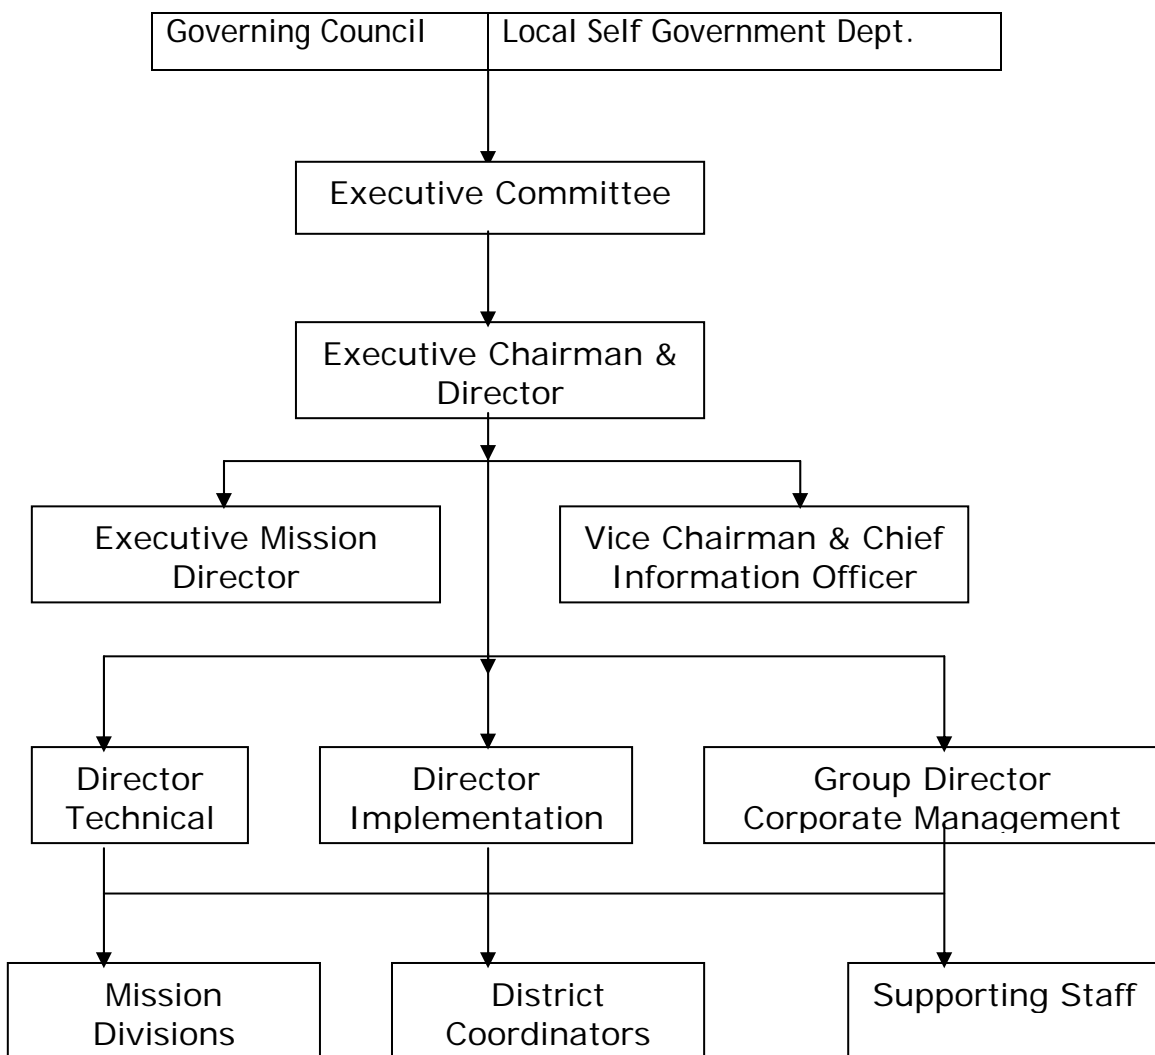 Governing Council
Local Self Government Dept.
Executive Committee
Executive Chairman &
Director
Executive Mission
Director
Vice Chairman & Chief
Information Officer
Director
Technical
Director
Implementation
Group Director
Corporate Management
Mission
Divisions
District
Coordinators
Supporting Staff